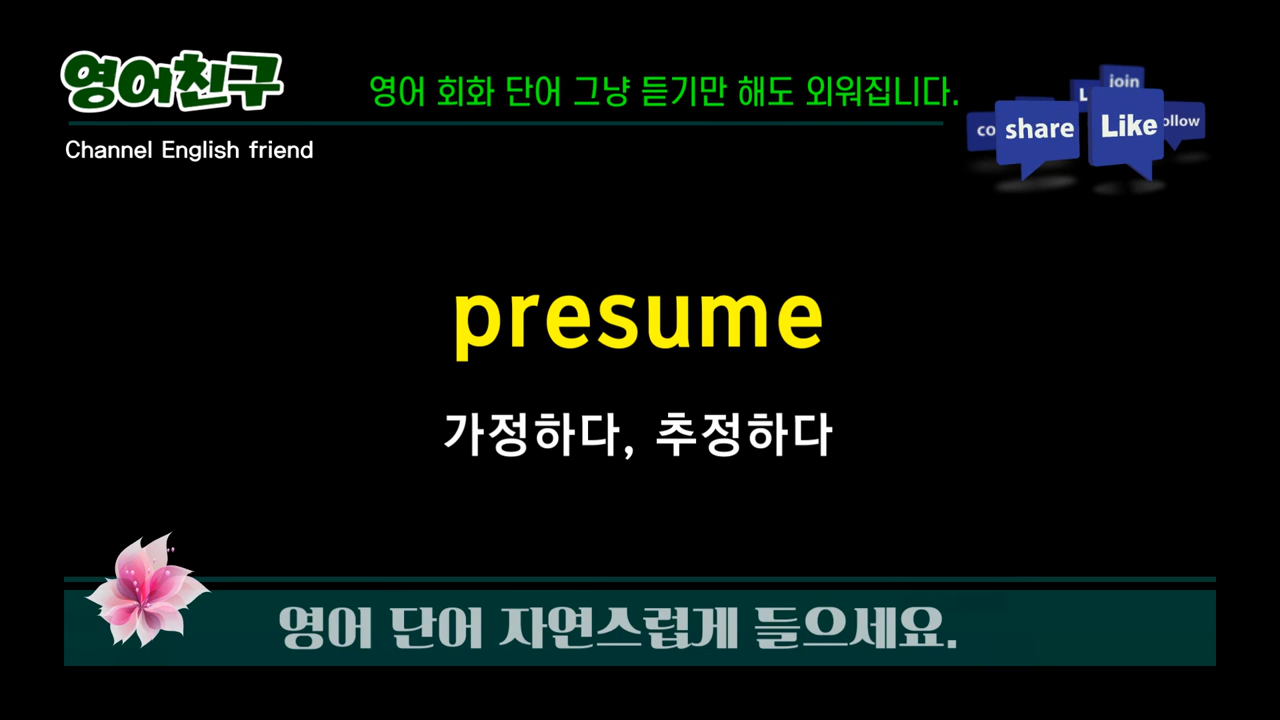 영어친구
영어 회화 단어 그냥 듣기만 해도 외워집니다.
Channel English friend
join
L
co
share
Like
ollow
presume
가정하다, 추정하다
영어 단어 자연스럽게 들으세요.